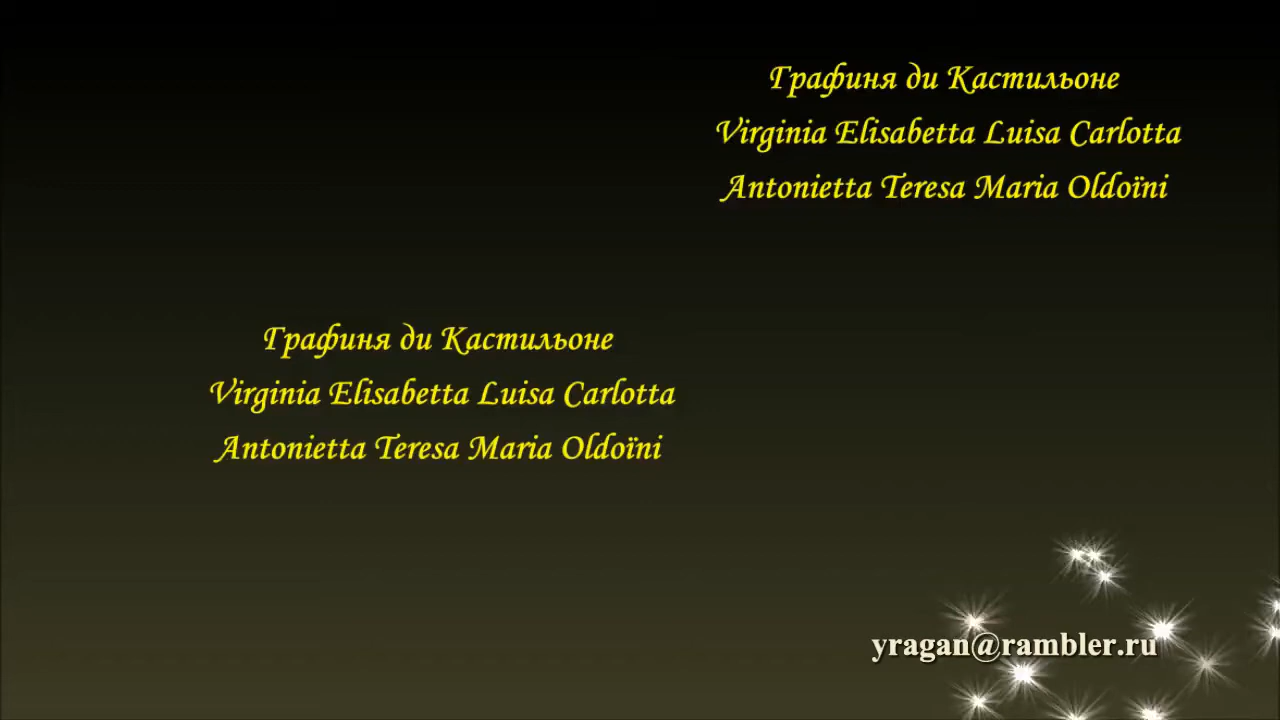 Графиня ди Кастильоне
Virginia Elisabetta Luisa Carlotta
Antonietta Teresa Maria Oldoïni
Графиня ди Кастильоне
Virginia Elisabetta Luisa Carlotta
Antonietta Teresa Maria Oldoïni
yragan@rambler.ru